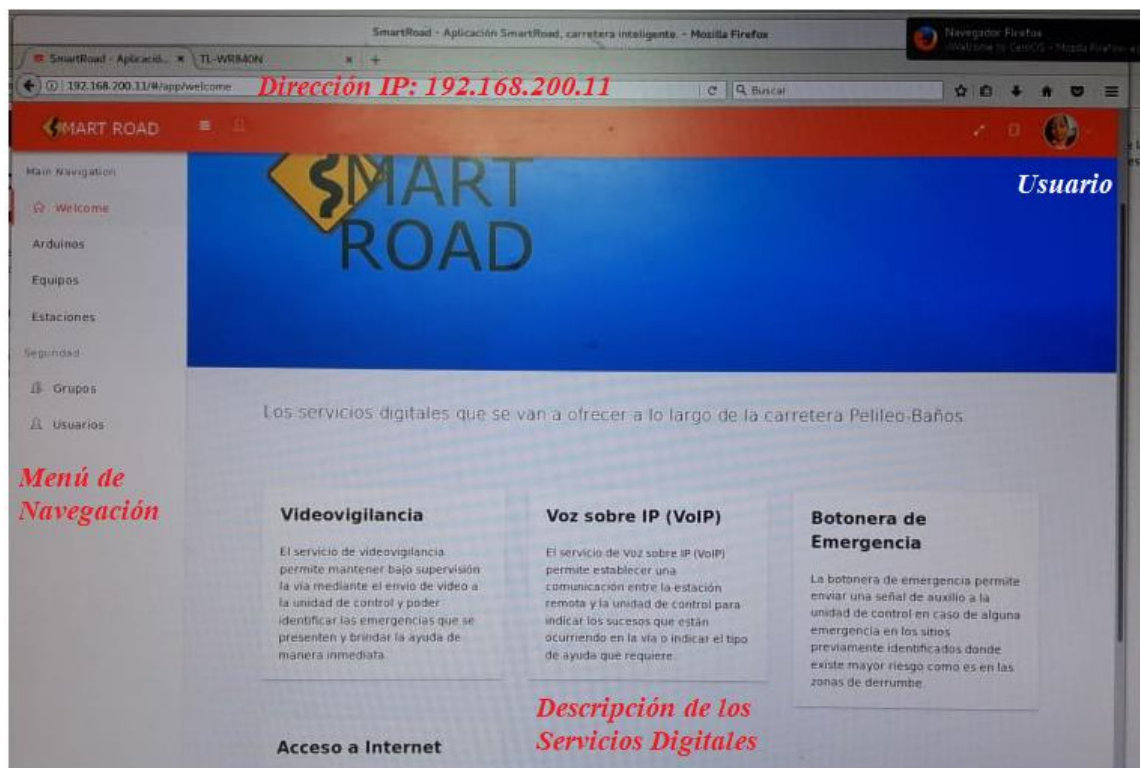 SmartRoad - Aplicación SmartRoad, carretera inteligente. - Mozilla Firefox
Navegador Firefox
SmartRoad - Aplicació... × TL-WR840N × +
192.168.200.11/#/app/welcome
Dirección IP: 192.168.200.11
Buscar
SMART ROAD
Usuario
Main Navigation
Welcome
Arduinos
Equipos
Estaciones
Seguridad
Grupos
Usuarios
Menú de
Navegación
SMART
ROAD
Los servicios digitales que se van a ofrecer a lo largo de la carretera Pelileo-Baños
Videovigilancia
El servicio de videovigilancia
permite mantener bajo supervisión
la vía mediante el envío de video a
la unidad de control y poder
identificar las emergencias que se
presenten y brindar la ayuda de
manera inmediata.
Voz sobre IP (VoIP)
El servicio de Voz sobre IP (VoIP)
permite establecer una
comunicación entre la estación
remota y la unidad de control para
indicar los sucesos que están
ocurriendo en la vía o indicar el tipo
de ayuda que requiere.
Botonera de
Emergencia
La botonera de emergencia permite
enviar una señal de auxilio a la
unidad de control en caso de alguna
emergencia en los sitios
previamente identificados donde
existe mayor riesgo como es en las
zonas de derrumbe.
Descripción de los
Servicios Digitales
Acceso a Internet